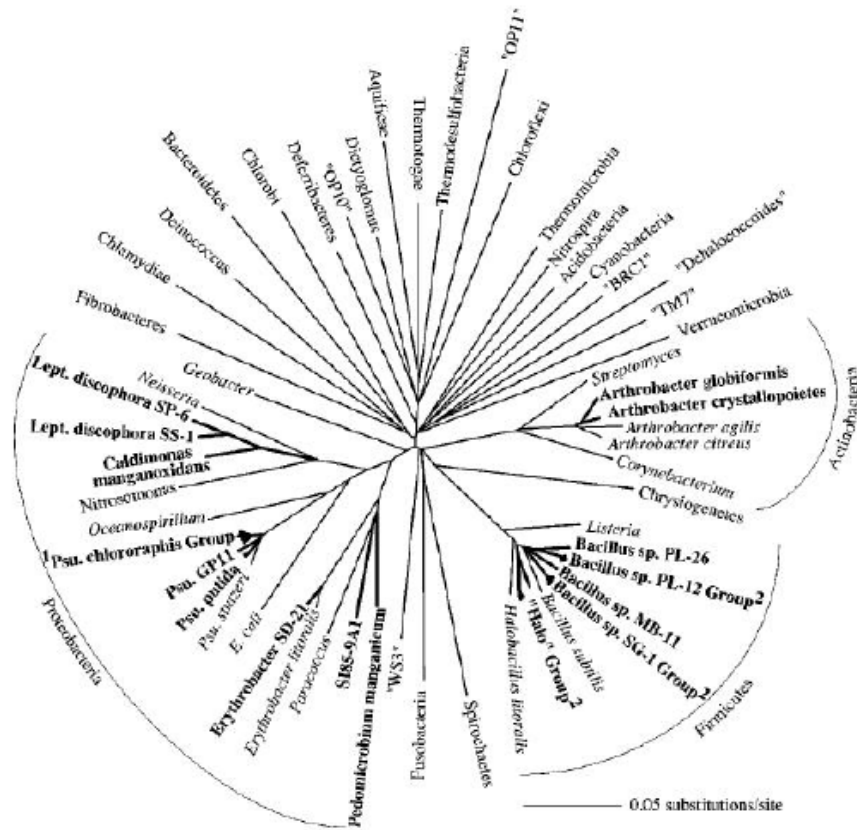 "OP11"
Thermodesulfobacteria
Thermotogae
Aquificae
Dictyoglomus
"OP10"
Deferribacteres
Chlorobi
Bacteroidetes
Deinococcus
Chlamydiae
Fibrobacteres
Geobacter
Chloroflexi
Thermomicrobia
Nitrospira
Acidobacteria
Cyanobacteria
"BRC1"
"Dehalococcoides"
"TM7"
Verrucomicrobia
Streptomyces
Arthrobacter globiformis
Arthrobacter crystallopoietes
Arthrobacter agilis
Arthrobacter citreus
Corynebacterium
Chrysiogenetes
Actinobacteria
Neisseria
Lept. discophora SP-6
Lept. discophora SS-1
Caldimonas
manganoxidans
Nitrosomonas
Oceanospirillum
1Psu. chlororaphis Group
Psu. GP11
Psu. putida
Psu. stutzeri
E. coli
Erythrobacter SD-21
Erythrobacter litoralis
Paracoccus
SI85-9A1
Pedomicrobium manganicum
Proteobacteria
"WS3"
Fusobacteria
Spirochaetes
Listeria
Bacillus sp. PL-26
Bacillus sp. PL-12 Group2
Bacillus sp. MB-11
Bacillus sp. SG-1 Group2
Bacillus subtilis
"Halo" Group2
Halobacillus litoralis
Firmicutes
0.05 substitutions/site